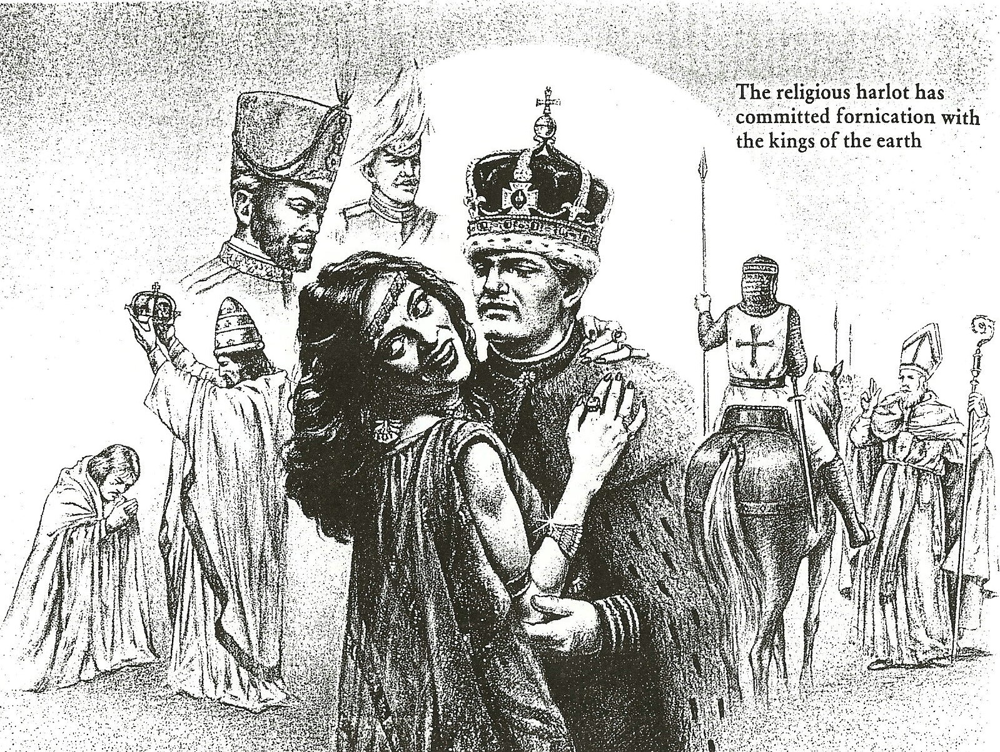 The religious harlot has
committed fornication with
the kings of the earth